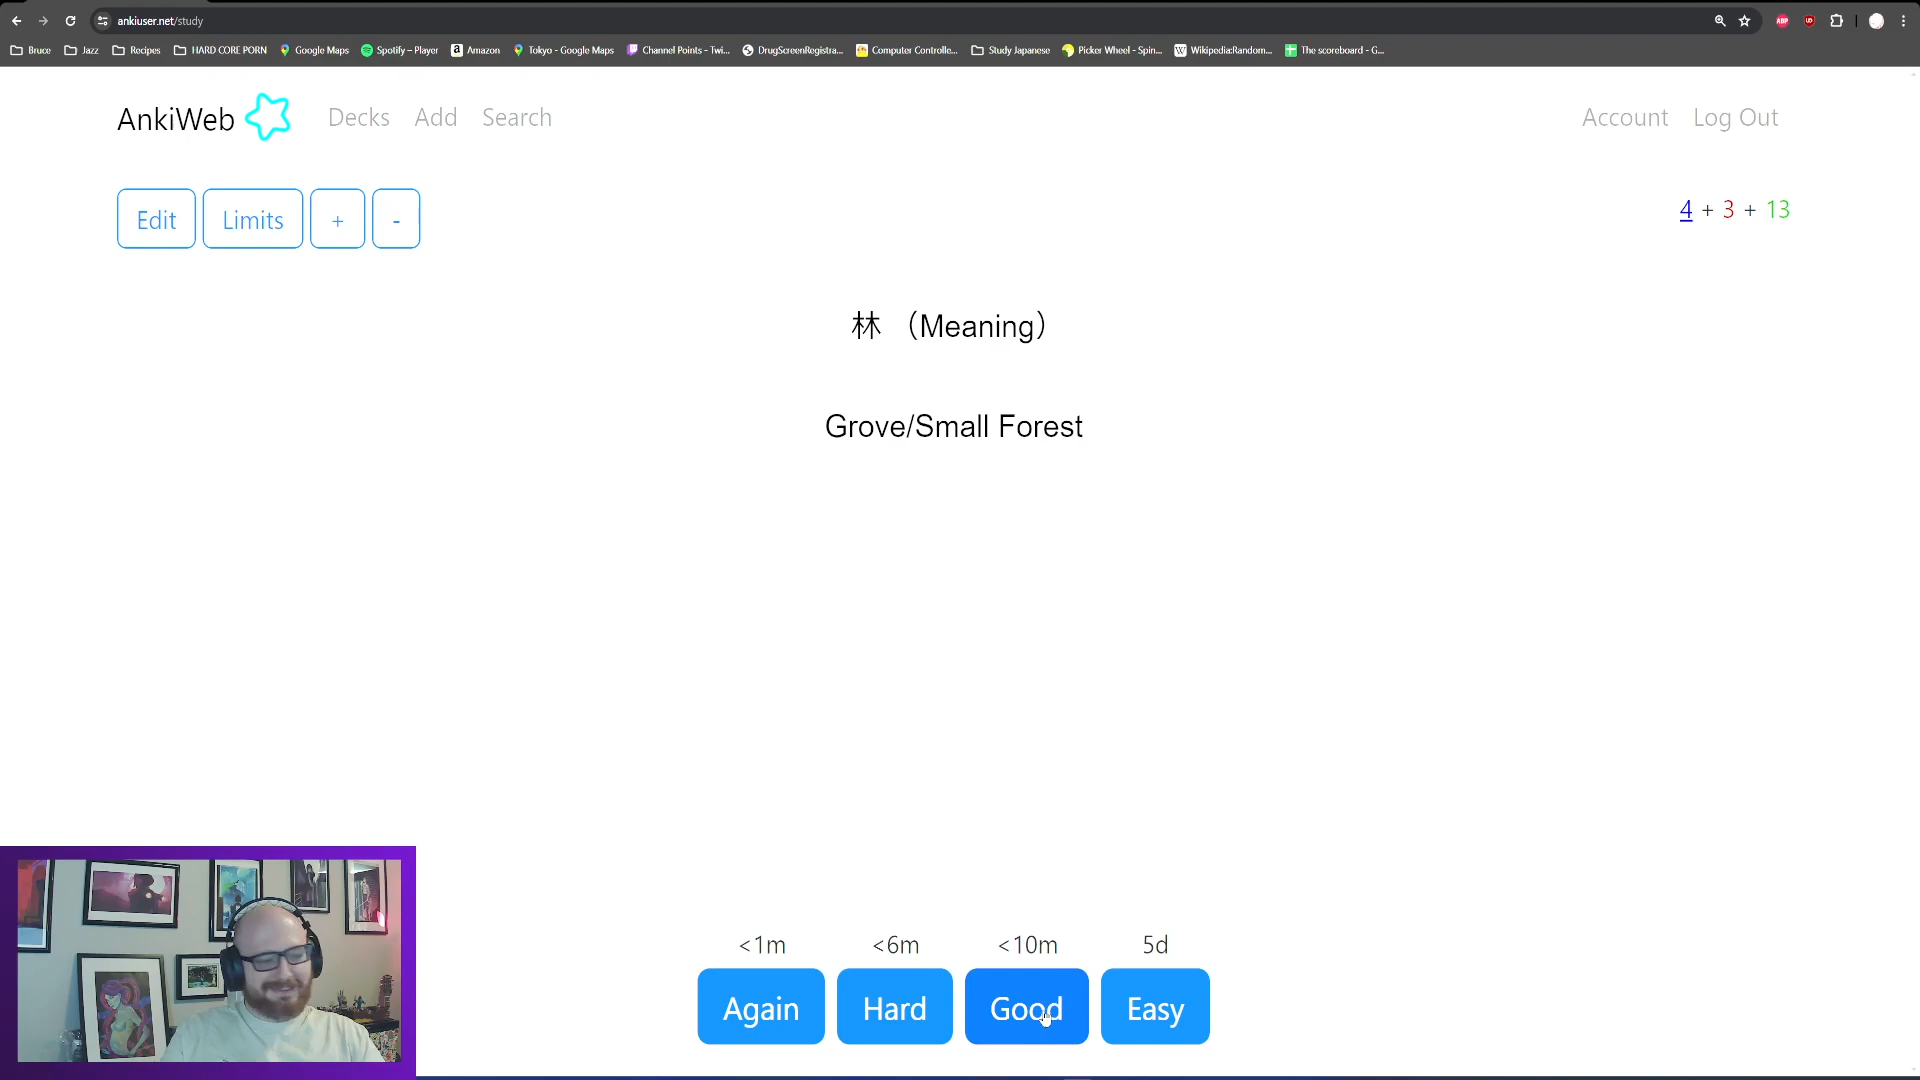 ankiuser.net/study
Bruce Jazz Recipes HARD CORE PORN Google Maps Spotify – Player Amazon Tokyo - Google Maps Channel Points - Twi... DrugScreenRegistra... Computer Controlle... Study Japanese Picker Wheel - Spin... Wikipedia:Random... The scoreboard - G...
AnkiWeb Decks Add Search Account Log Out
Edit Limits + - 4 + 3 + 13
林 （Meaning）
Grove/Small Forest
<1m <6m <10m 5d
Again Hard Good Easy